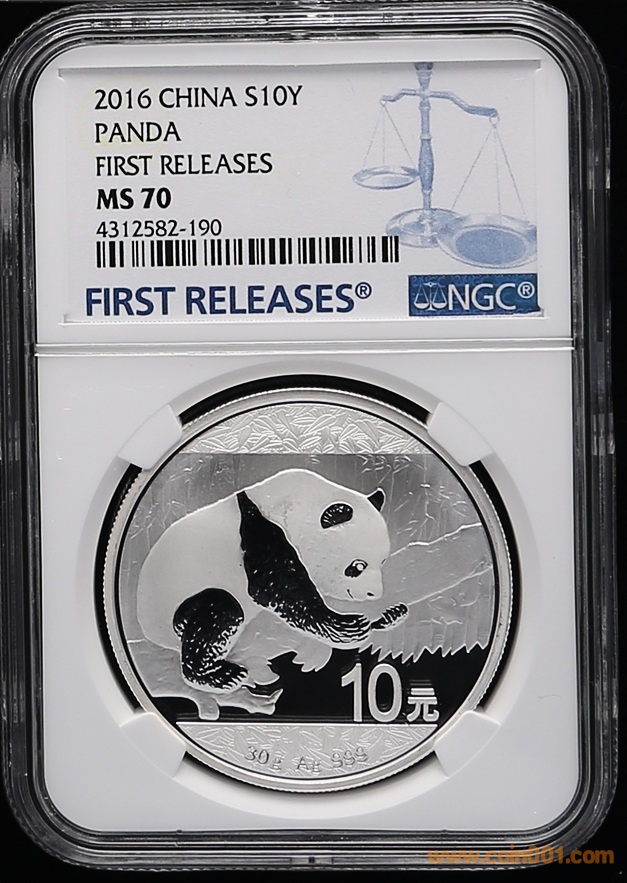 2016 CHINA S10Y
PANDA
FIRST RELEASES
MS 70
4312582-190
FIRST RELEASES®
NGC®
10元
30g Ag 999
www.coin001.com